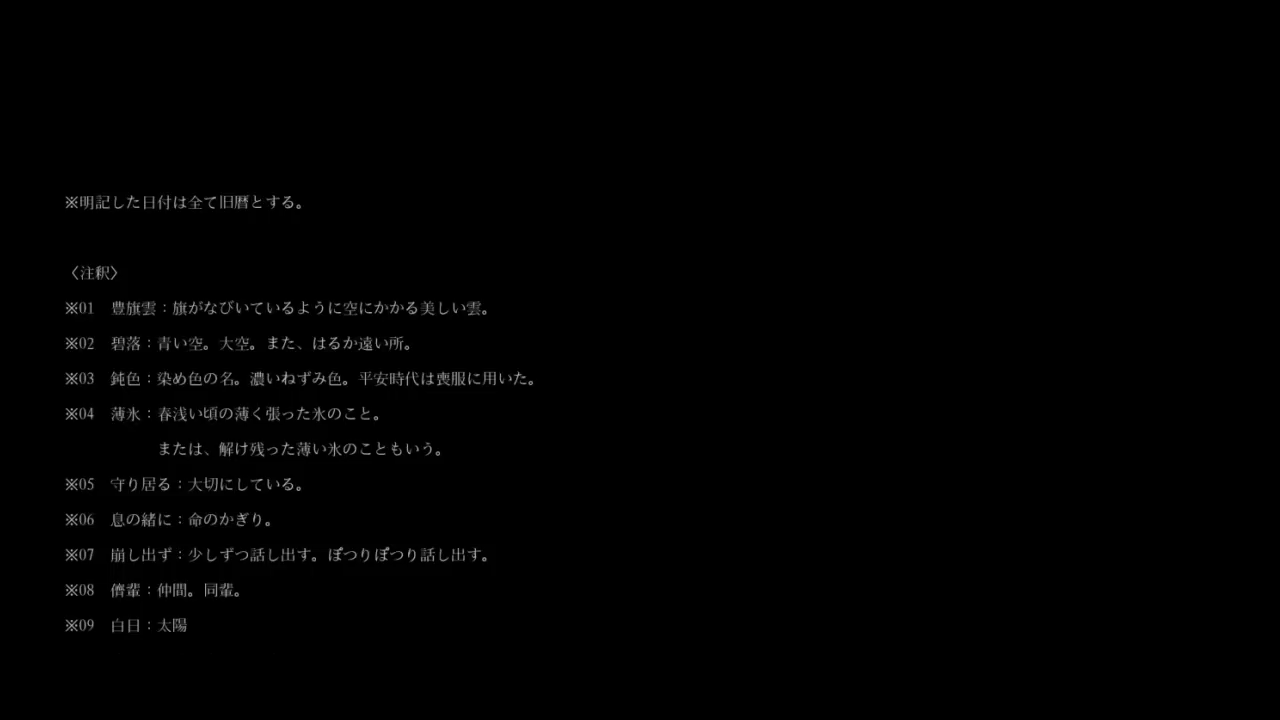 ※明記した日付は全て旧暦とする。
〈注釈〉
※01　豊旗雲：旗がなびいているように空にかかる美しい雲。
※02　碧落：青い空。大空。また、はるか遠い所。
※03　鈍色：染め色の名。濃いねずみ色。平安時代は喪服に用いた。
※04　薄氷：春浅い頃の薄く張った氷のこと。
または、解け残った薄い氷のこともいう。
※05　守り居る：大切にしている。
※06　息の緒に：命のかぎり。
※07　崩し出ず：少しずつ話し出す。ぽつりぽつり話し出す。
※08　儕輩：仲間。同輩。
※09　白日：太陽